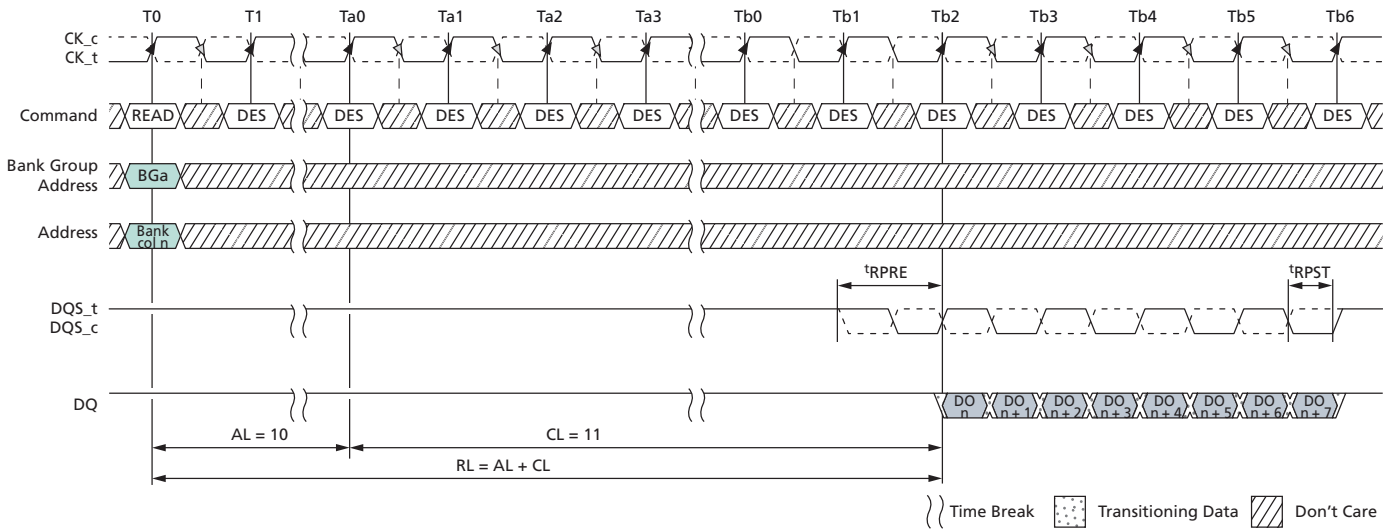 T0 T1 Ta0 Ta1 Ta2 Ta3 Tb0 Tb1 Tb2 Tb3 Tb4 Tb5 Tb6
CK_c
CK_t
Command READ DES DES DES DES DES DES DES DES DES DES DES DES
Bank Group
Address
BGa
Address
Bank
col n
tRPRE tRPST
DQS_t
DQS_c
DQ
DO DO DO DO DO DO DO DO
n n + 1 n + 2 n + 3 n + 4 n + 5 n + 6 n + 7
AL = 10 CL = 11
RL = AL + CL
Time Break Transitioning Data Don't Care